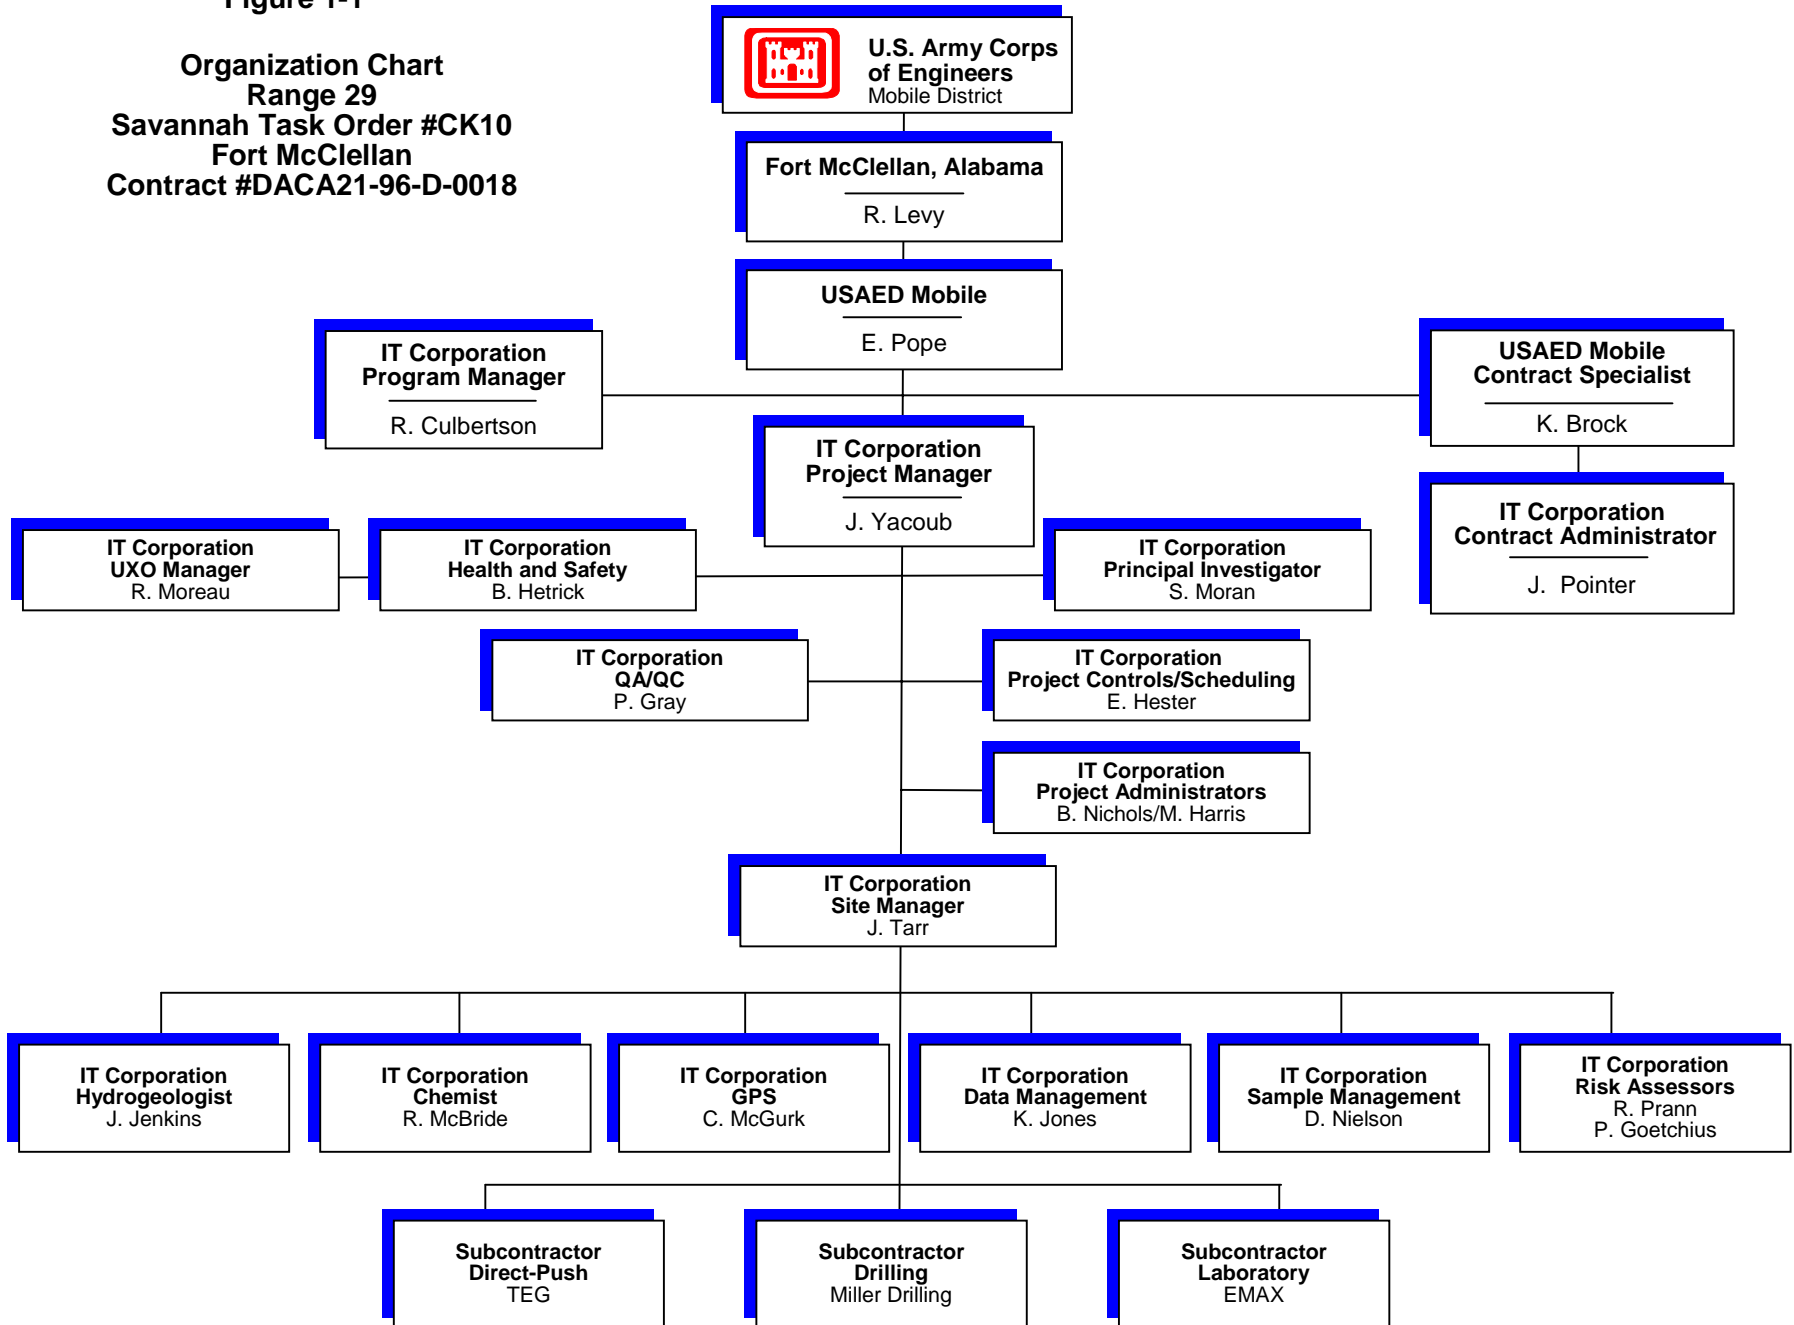 Figure 1-1
Organization Chart
Range 29
Savannah Task Order #CK10
Fort McClellan
Contract #DACA21-96-D-0018
U.S. Army Corps
of Engineers
Mobile District
Fort McClellan, Alabama
R. Levy
USAED Mobile
E. Pope
IT Corporation
Program Manager
R. Culbertson
USAED Mobile
Contract Specialist
K. Brock
IT Corporation
Project Manager
J. Yacoub
IT Corporation
Contract Administrator
J. Pointer
IT Corporation
UXO Manager
R. Moreau
IT Corporation
Health and Safety
B. Hetrick
IT Corporation
Principal Investigator
S. Moran
IT Corporation
QA/QC
P. Gray
IT Corporation
Project Controls/Scheduling
E. Hester
IT Corporation
Project Administrators
B. Nichols/M. Harris
IT Corporation
Site Manager
J. Tarr
IT Corporation
Hydrogeologist
J. Jenkins
IT Corporation
Chemist
R. McBride
IT Corporation
GPS
C. McGurk
IT Corporation
Data Management
K. Jones
IT Corporation
Sample Management
D. Nielson
IT Corporation
Risk Assessors
R. Prann
P. Goetchius
Subcontractor
Direct-Push
TEG
Subcontractor
Drilling
Miller Drilling
Subcontractor
Laboratory
EMAX